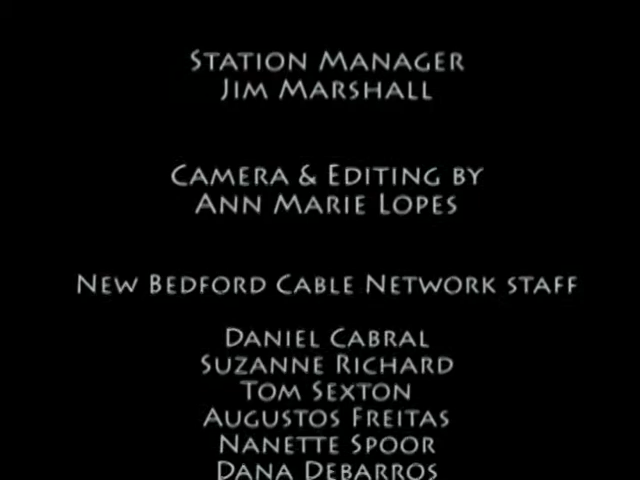 Station Manager
Jim Marshall
Camera & Editing by
Ann Marie Lopes
New Bedford Cable Network staff
Daniel Cabral
Suzanne Richard
Tom Sexton
Augustos Freitas
Nanette Spoor
Dana Debarros